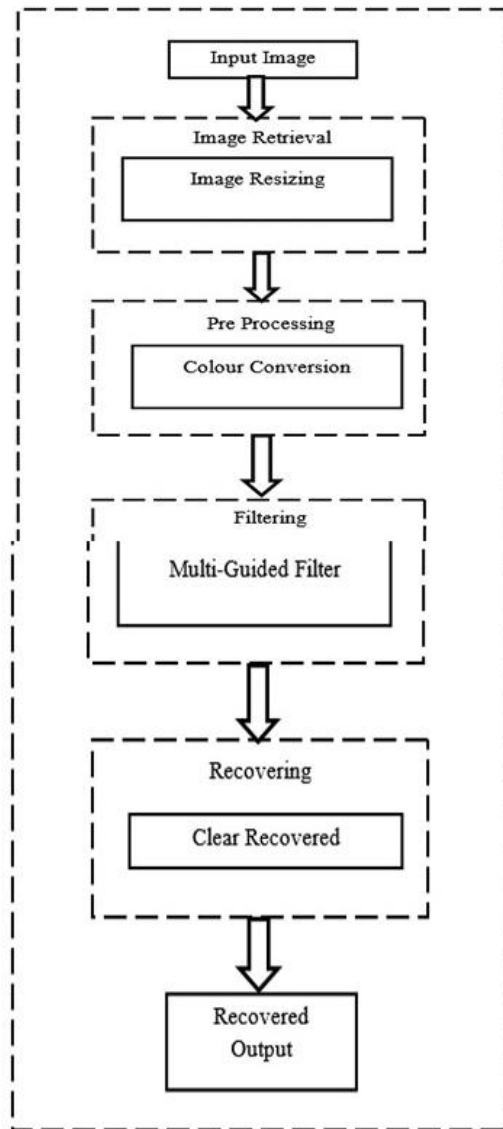 Input Image
Image Retrieval
Image Resizing
Pre Processing
Colour Conversion
Filtering
Multi-Guided Filter
Recovering
Clear Recovered
Recovered
Output